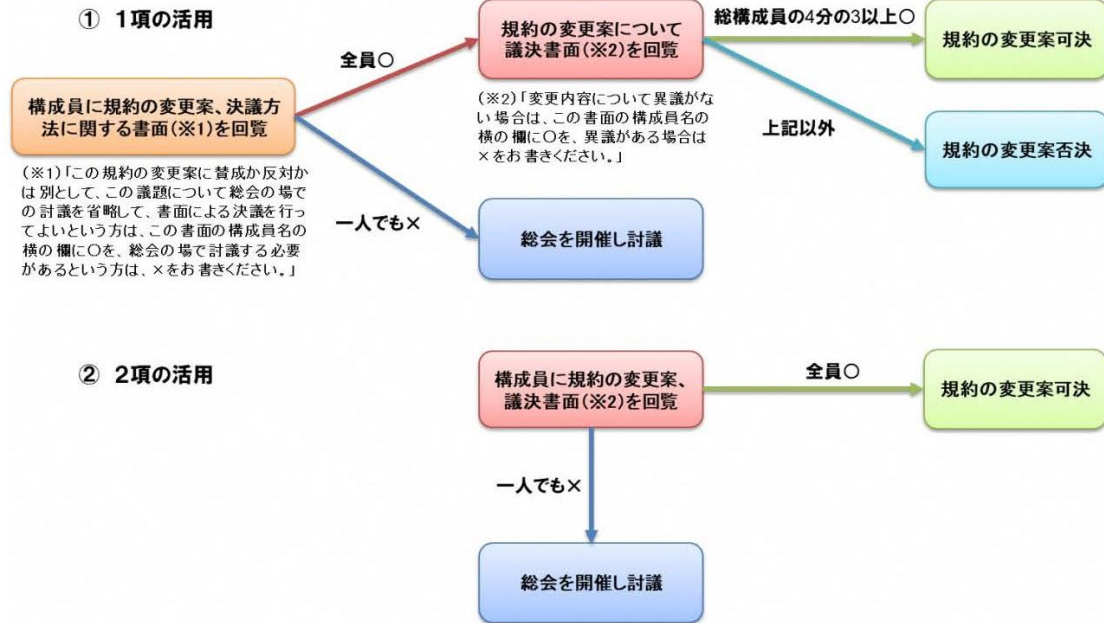 ① 1項の活用
構成員に規約の変更案、決議方
法に関する書面(※1)を回覧
(※1)「この規約の変更案に賛成か反対か
は別として、この議題について総会の場で
の討議を省略して、書面による決議を行っ
てよいという方は、この書面の構成員名の
横の欄に〇を、総会の場で討議する必要
があるという方は、×をお書きください。」
全員〇
一人でも×
規約の変更案について
議決書面(※2)を回覧
(※2)「変更内容について異議がな
い場合は、この書面の構成員名の
横の欄に〇を、異議がある場合は
×をお書きください。」
総会を開催し討議
総構成員の4分の3以上〇
上記以外
規約の変更案可決
規約の変更案否決
② 2項の活用
構成員に規約の変更案、
議決書面(※2)を回覧
全員〇
規約の変更案可決
一人でも×
総会を開催し討議